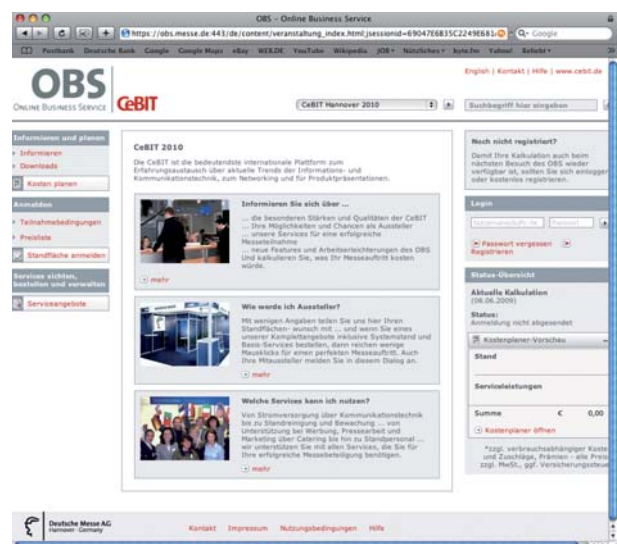 OBS – Online Business Service
https://obs.messe.de:443/de/content/veranstaltung_index.html;jsessionid=69047E6B35C2249E681
Q- Google
Postbank Deutsche Bank Google Google Maps eBay WER.DE YouTube Wikipedia JOB Nützliches byte.fm Yahoo! Beliebt
English | Kontakt | Hilfe | www.cebit.de
OBS
ONLINE BUSINESS SERVICE
CeBIT
CeBIT Hannover 2010
Suchbegriff hier eingeben
Informieren und planen
Informieren
Downloads
Kosten planen
Anmelden
Teilnahmebedingungen
Preisliste
Standfläche anmelden
Services sichten,
bestellen und verwalten
Serviceangebote
CeBIT 2010
Die CeBIT ist die bedeutendste internationale Plattform zum
Erfahrungsaustausch über aktuelle Trends der Informations- und
Kommunikationstechnik, zum Networking und für Produktpräsentationen.
Informieren Sie sich über ...
... die besonderen Stärken und Qualitäten der CeBIT
... Ihre Möglichkeiten und Chancen als Aussteller
... unsere Services für eine erfolgreiche
Messeteilnahme
... neue Features und Arbeitserleichterungen des OBS
Und kalkulieren Sie, was Ihr Messeauftritt kosten
würde.
mehr
Wie werde ich Aussteller?
Mit wenigen Angaben teilen Sie uns hier Ihren
Standflächen- wunsch mit ... und wenn Sie eines
unserer Komplettangebote inklusive Systemstand und
Basis-Services bestellen, dann reichen wenige
Mausklicks für einen perfekten Messeauftritt. Auch
Ihre Mitaussteller melden Sie in diesem Dialog an.
mehr
Welche Services kann ich nutzen?
Von Stromversorgung über Kommunikationstechnik
bis zu Standreinigung und Bewachung ... von
Unterstützung bei Werbung, Pressearbeit und
Marketing über Catering bis hin zu Standpersonal ...
wir unterstützen Sie mit allen Services, die Sie für
Ihre erfolgreiche Messebeteiligung benötigen.
mehr
Noch nicht registriert?
Damit Ihre Kalkulation auch beim
nächsten Besuch des OBS wieder
verfügbar ist, sollten Sie sich einlogge
oder kostenlos registrieren.
Login
Passwort
Passwort vergessen
Registrieren
Status-Übersicht
Aktuelle Kalkulation
(08.06.2009)
Status:
Anmeldung nicht abgesendet
Kostenplaner-Vorschau
Stand
Serviceleistungen
Summe € 0,00
Kostenplaner öffnen
*zzgl. verbrauchsabhängiger Koste
und Zuschläge, Prämien - alle Preis
zzgl. MwSt., ggf. Versicherungssteue
Deutsche Messe AG
Hannover · Germany
Kontakt Impressum Nutzungsbedingungen Hilfe